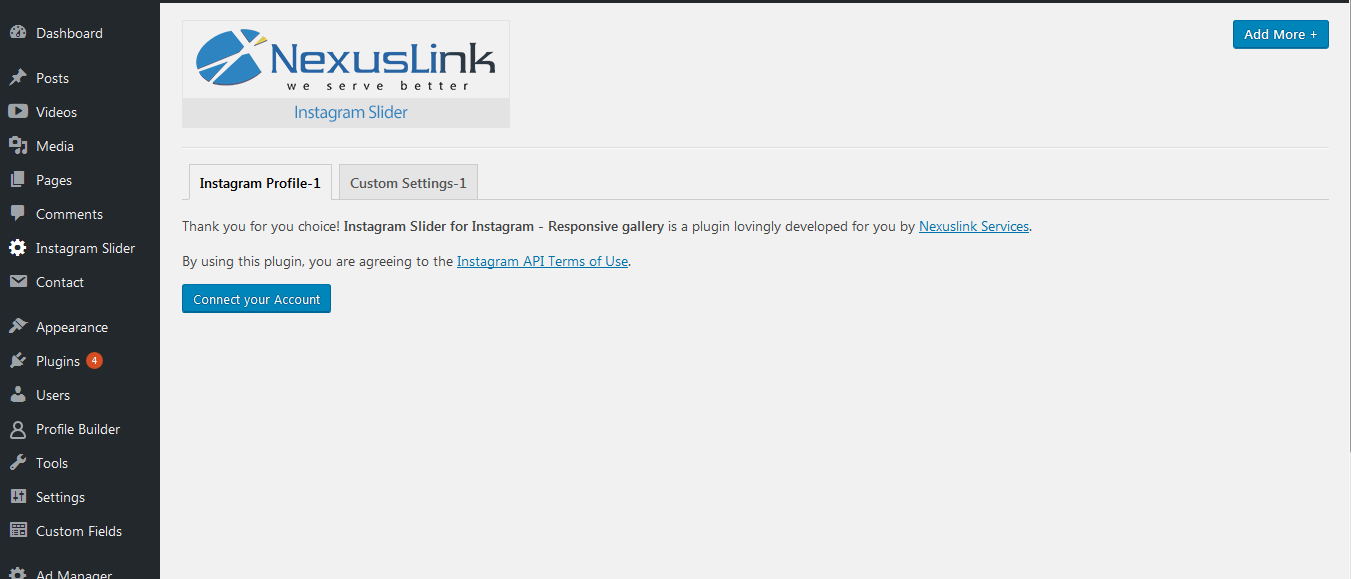 Dashboard
Posts
Videos
Media
Pages
Comments
Instagram Slider
Contact
Appearance
Plugins 4
Users
Profile Builder
Tools
Settings
Custom Fields
Ad Manager
NexusLink
we serve better
Instagram Slider
Add More +
Instagram Profile-1
Custom Settings-1
Thank you for you choice! Instagram Slider for Instagram - Responsive gallery is a plugin lovingly developed for you by Nexuslink Services.
By using this plugin, you are agreeing to the Instagram API Terms of Use.
Connect your Account